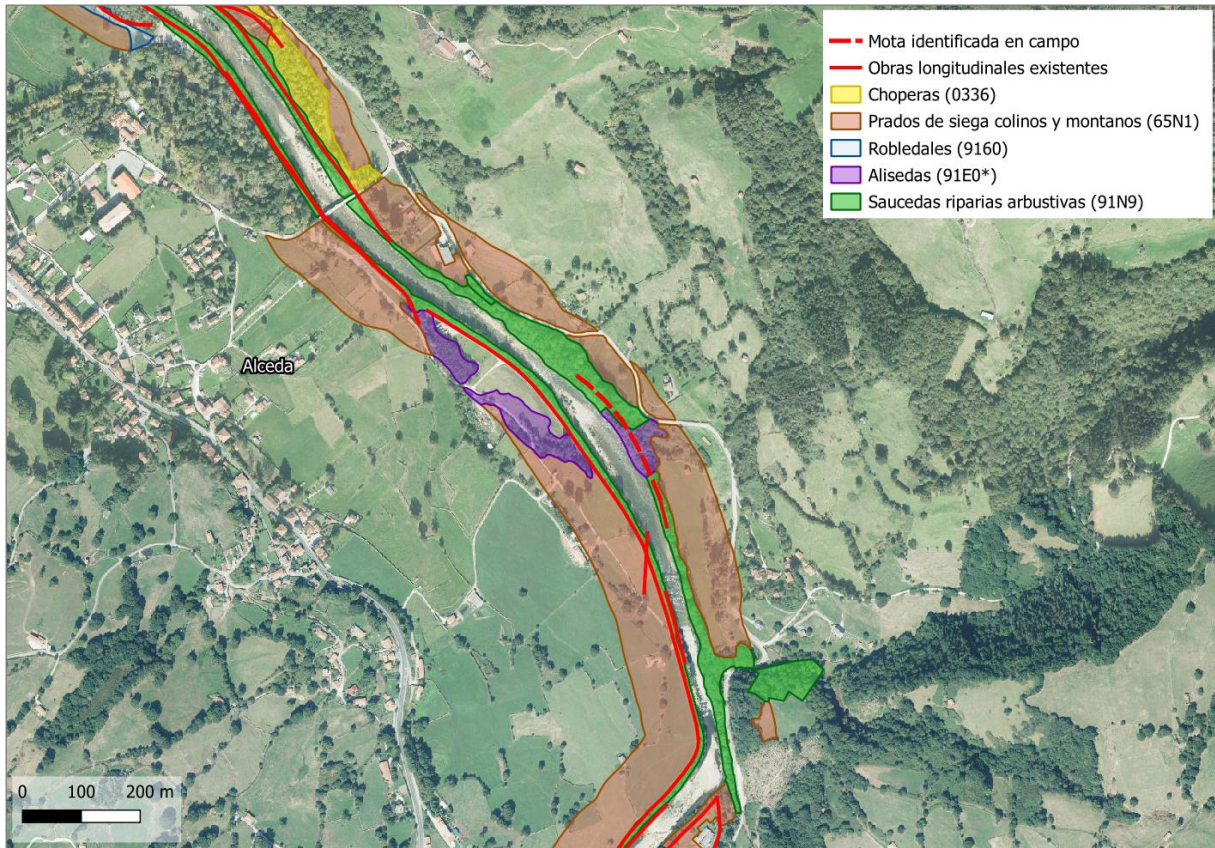 Mota identificada en campo
Obras longitudinales existentes
Choperas (0336)
Prados de siega colinos y montanos (65N1)
Robledales (9160)
Alisedas (91E0*)
Saucedas riparias arbustivas (91N9)
Alceda
0 100 200 m